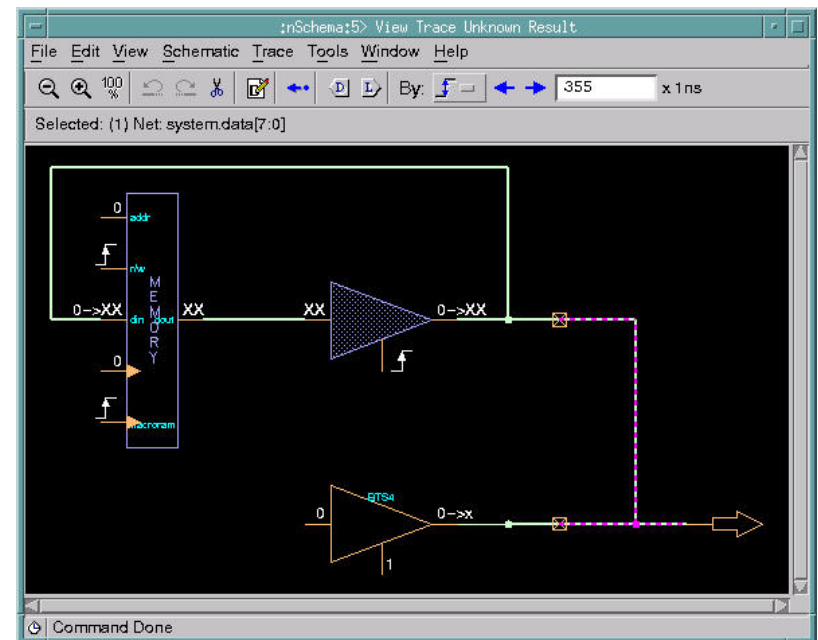 :nSchema:5> View Trace Unknown Result
File Edit View Schematic Trace Tools Window Help
100 % D L By: 355 x 1ns
Selected: (1) Net: system.data[7:0]
0
addr
r/w
MEMORY
0->XX din dout XX XX 0->XX
0
macroram
BTS4
0 0->x
1
Command Done